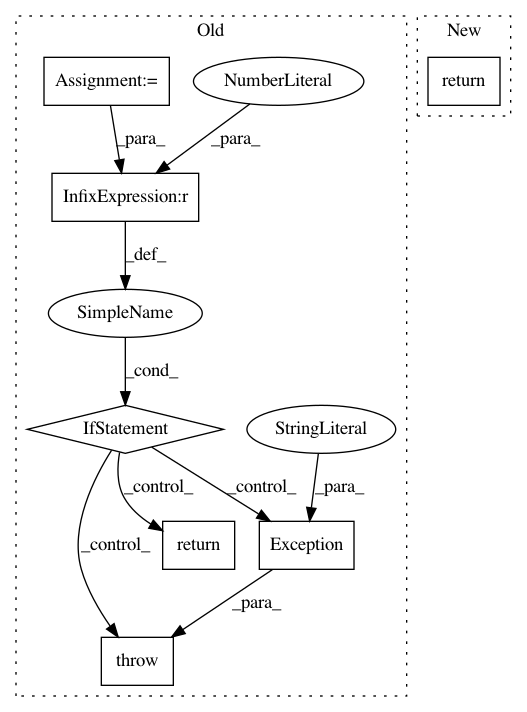 Old
New
Assignment:=
NumberLiteral
return
_para_
_para_
InfixExpression:r
_def_
SimpleName
_cond_
IfStatement
StringLiteral
_control_
_control_
_para_
_control_
return
Exception
_para_
throw